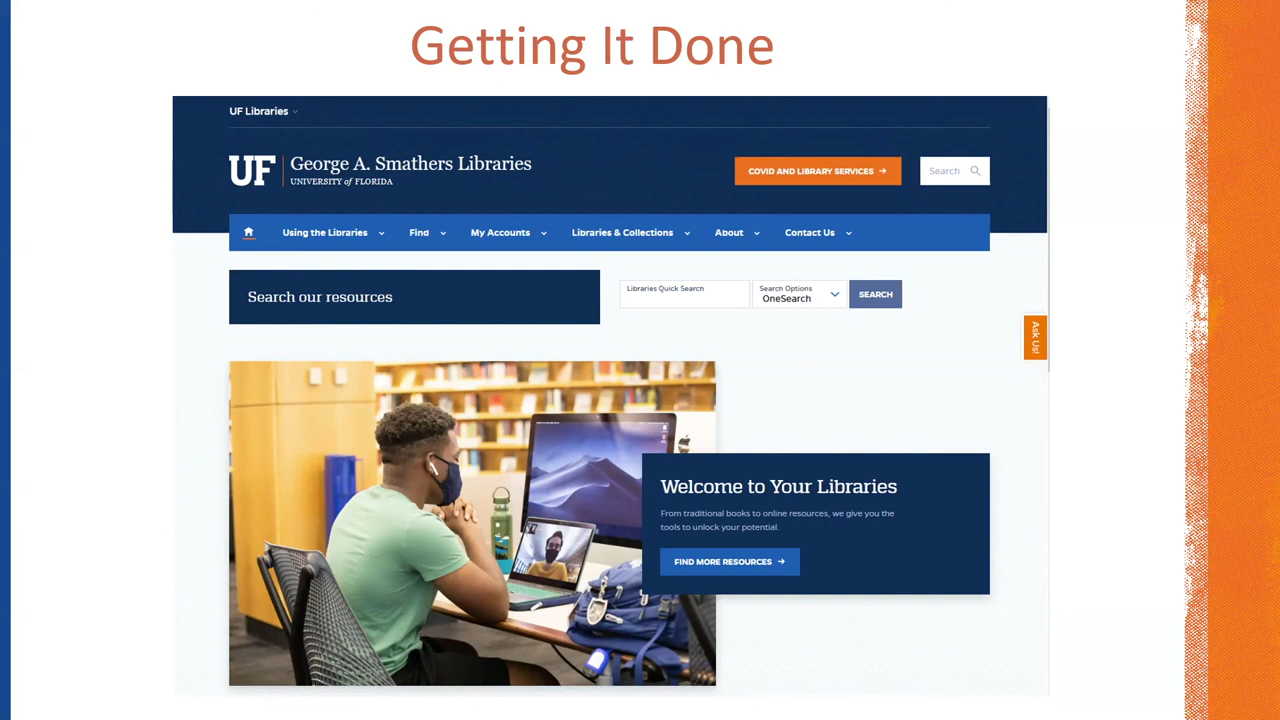 Getting It Done
UF Libraries
UF George A. Smathers Libraries
UNIVERSITY of FLORIDA
COVID AND LIBRARY SERVICES
Search
Using the Libraries
Find
My Accounts
Libraries & Collections
About
Contact Us
Search our resources
Libraries Quick Search
Search Options
OneSearch
SEARCH
Ask Us!
Welcome to Your Libraries
From traditional books to online resources, we give you the
tools to unlock your potential.
FIND MORE RESOURCES